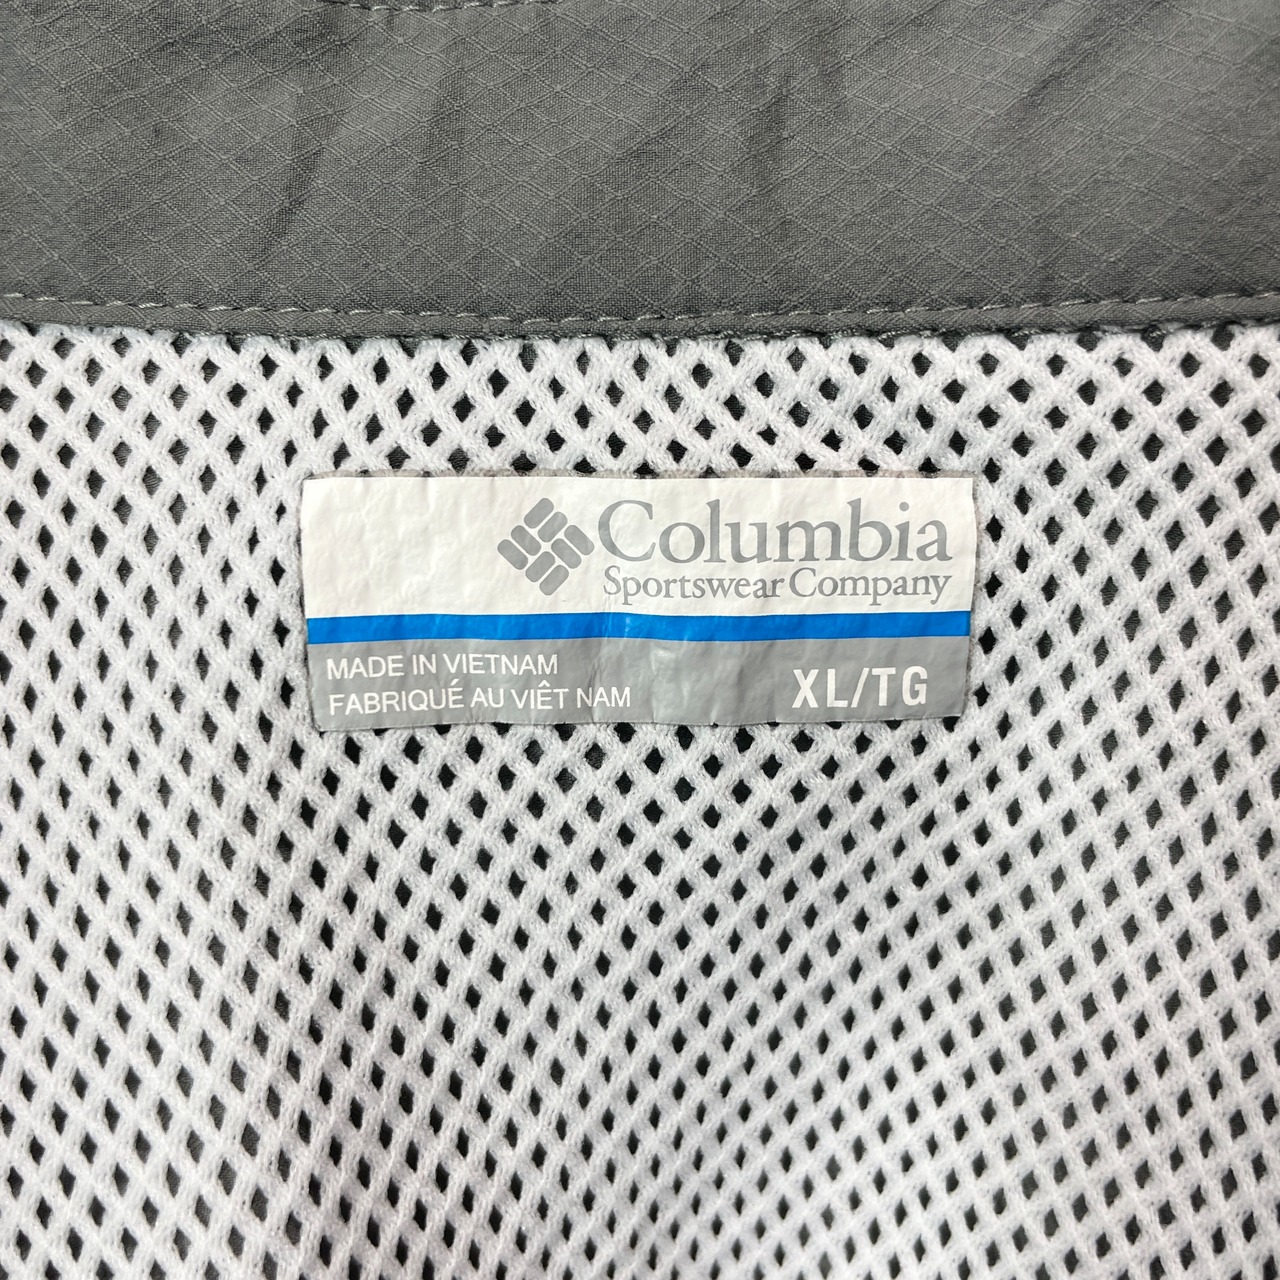 Columbia
Sportswear Company
MADE IN VIETNAM
FABRIQUÉ AU VIÊT NAM
XL/TG